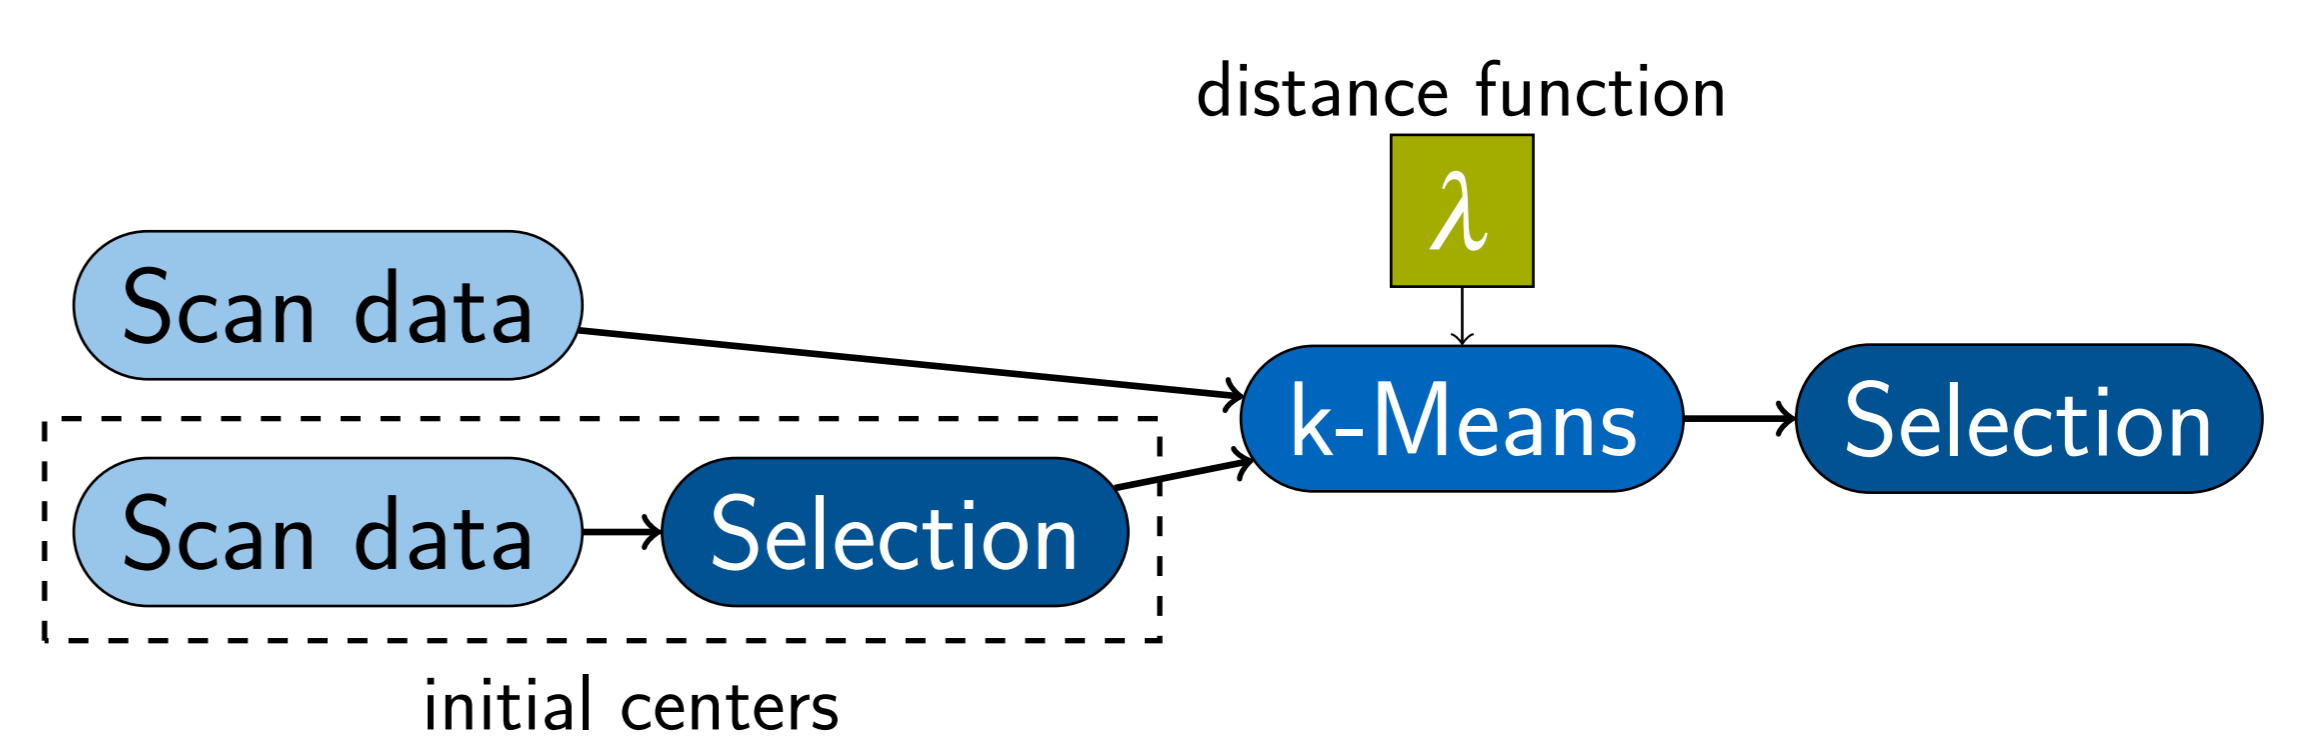 distance function
λ
Scan data
k-Means
Selection
Scan data
Selection
initial centers